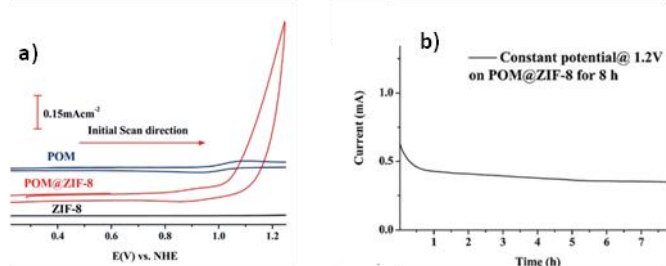 a)
0.15mAcm⁻²
Initial Scan direction
POM
POM@ZIF-8
ZIF-8
0.4 0.6 0.8 1.0 1.2
E(V) vs. NHE
b)
Constant potential@ 1.2V
on POM@ZIF-8 for 8 h
Current (mA)
1.0
0.5
0.0
1 2 3 4 5 6 7
Time (h)